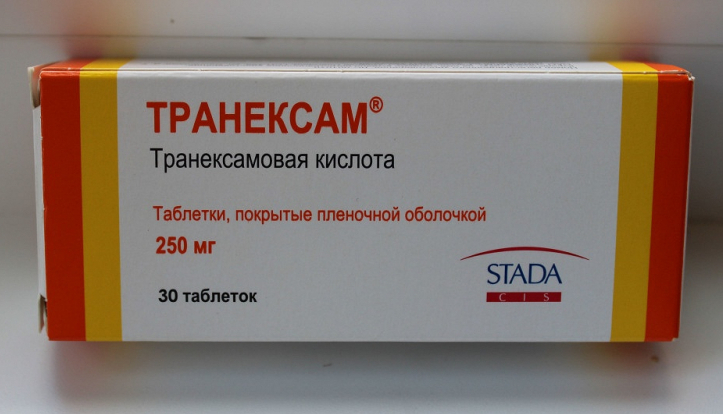 ТРАНЕКСАМ®
Транексамовая кислота
Таблетки, покрытые пленочной оболочкой
250 мг
30 таблеток
STADA
CIS